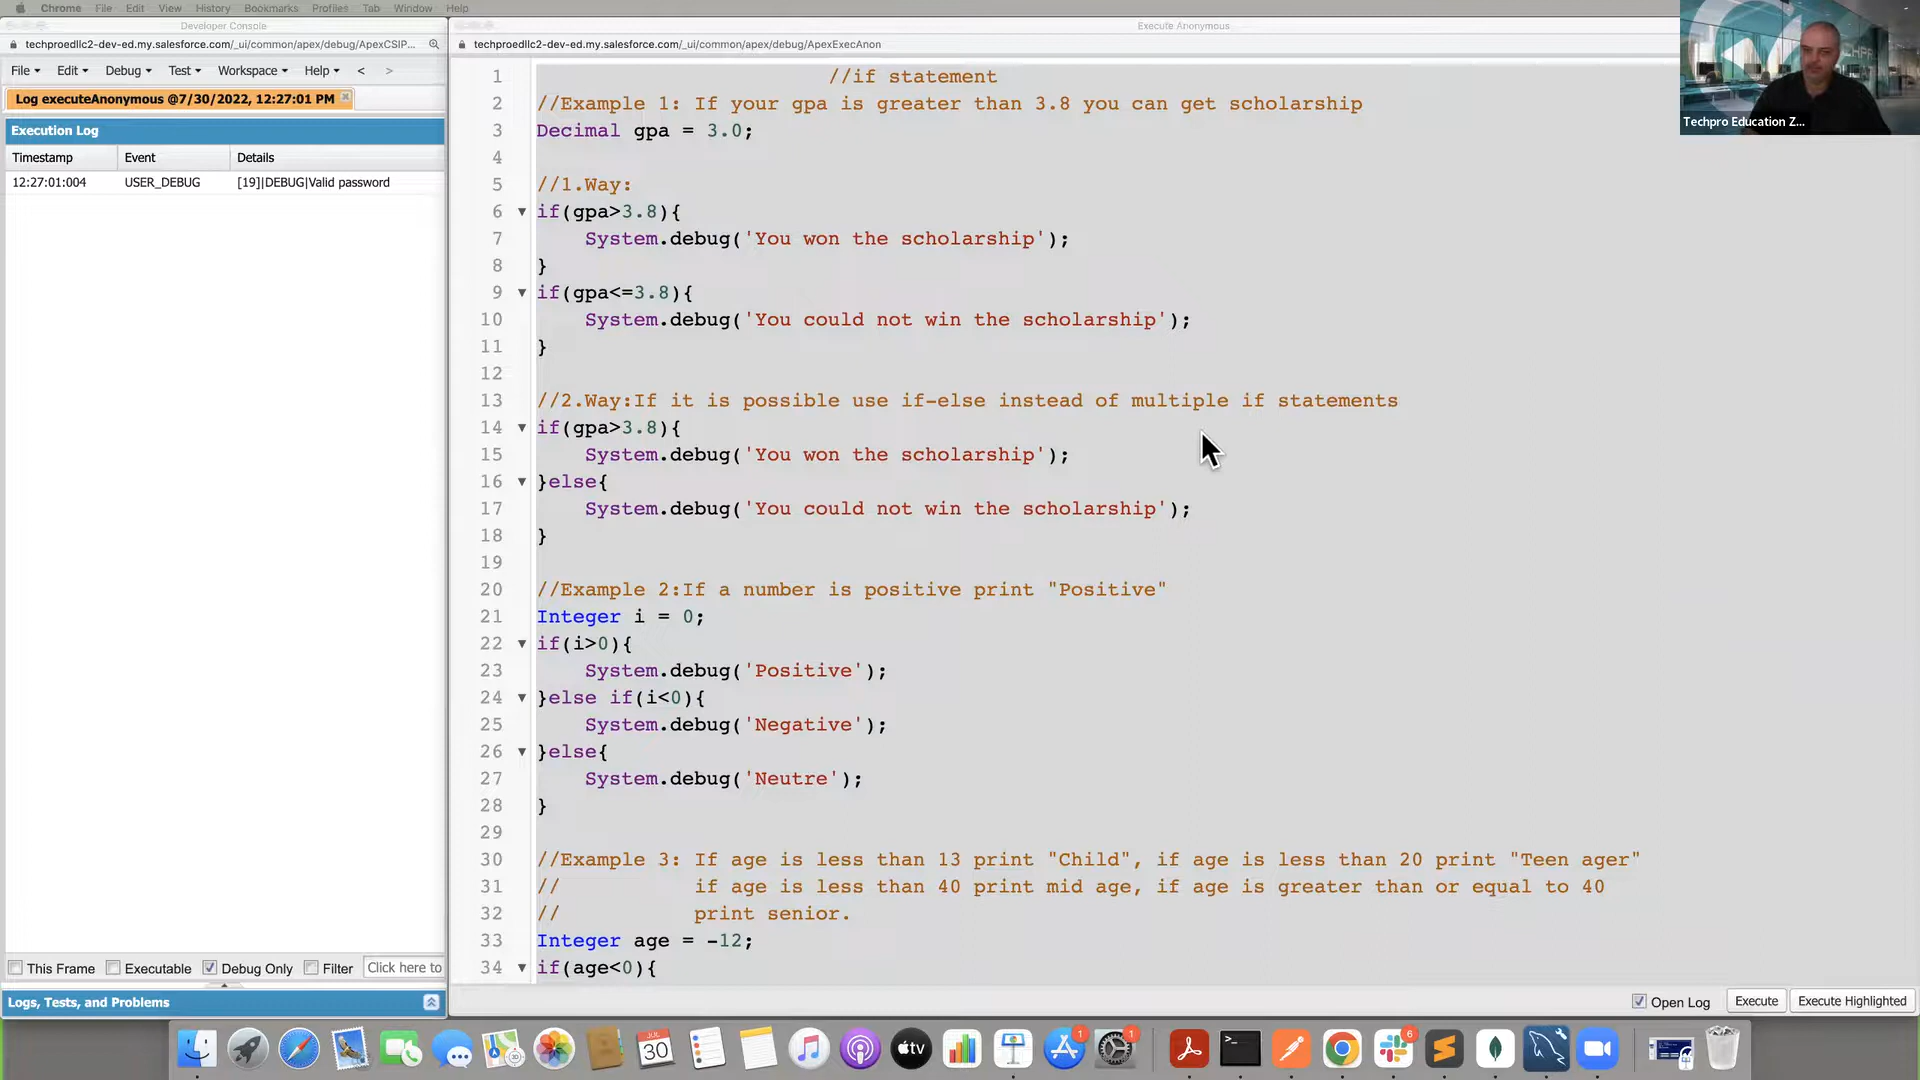 Chrome File Edit View History Bookmarks Profiles Tab Window Help
Developer Console
techproedllc2-dev-ed.my.salesforce.com/_ui/common/apex/debug/ApexCSIP...
File Edit Debug Test Workspace Help < >
Log executeAnonymous @7/30/2022, 12:27:01 PM
Execution Log
Timestamp Event Details
12:27:01:004 USER_DEBUG [19]|DEBUG|Valid password
This Frame Executable Debug Only Filter Click here to
Logs, Tests, and Problems
Execute Anonymous
techproedllc2-dev-ed.my.salesforce.com/_ui/common/apex/debug/ApexExecAnon
1 //if statement
2 //Example 1: If your gpa is greater than 3.8 you can get scholarship
3 Decimal gpa = 3.0;
4
5 //1.Way:
6 if(gpa>3.8){
7 System.debug('You won the scholarship');
8 }
9 if(gpa<=3.8){
10 System.debug('You could not win the scholarship');
11 }
12
13 //2.Way:If it is possible use if-else instead of multiple if statements
14 if(gpa>3.8){
15 System.debug('You won the scholarship');
16 }else{
17 System.debug('You could not win the scholarship');
18 }
19
20 //Example 2:If a number is positive print "Positive"
21 Integer i = 0;
22 if(i>0){
23 System.debug('Positive');
24 }else if(i<0){
25 System.debug('Negative');
26 }else{
27 System.debug('Neutre');
28 }
29
30 //Example 3: If age is less than 13 print "Child", if age is less than 20 print "Teen ager"
31 // if age is less than 40 print mid age, if age is greater than or equal to 40
32 // print senior.
33 Integer age = -12;
34 if(age<0){
Open Log Execute Execute Highlighted
Techpro Education Z...
JUL
30
tv
1
1
6